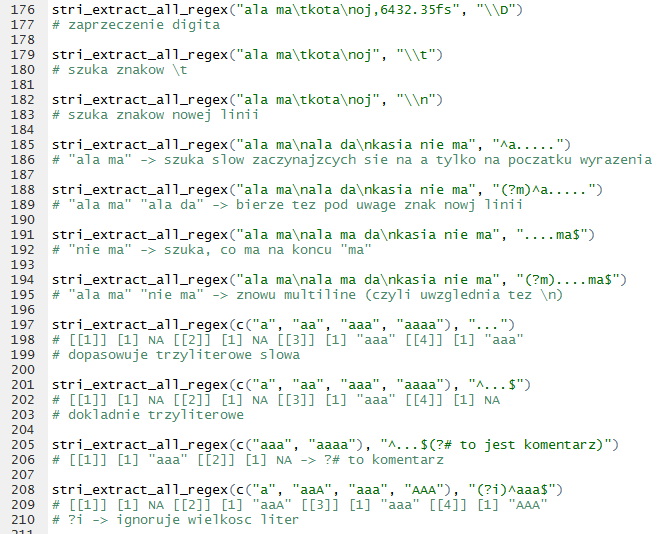 176 stri_extract_all_regex("ala ma\tkota\noj,6432.35fs", "\\D")
177 # zaprzeczenie digita
178
179 stri_extract_all_regex("ala ma\tkota\noj", "\\t")
180 # szuka znakow \t
181
182 stri_extract_all_regex("ala ma\tkota\noj", "\\n")
183 # szuka znakow nowej linii
184
185 stri_extract_all_regex("ala ma\nala da\nkasia nie ma", "^a.....")
186 # "ala ma" -> szuka slow zaczynajzcych sie na a tylko na poczatku wyrazenia
187
188 stri_extract_all_regex("ala ma\nala da\nkasia nie ma", "(?m)^a.....")
189 # "ala ma" "ala da" -> bierze tez pod uwage znak nowj linii
190
191 stri_extract_all_regex("ala ma\nala ma da\nkasia nie ma", "....ma$")
192 # "nie ma" -> szuka, co ma na koncu "ma"
193
194 stri_extract_all_regex("ala ma\nala ma da\nkasia nie ma", "(?m)....ma$")
195 # "ala ma" "nie ma" -> znowu multiline (czyli uwzglednia tez \n)
196
197 stri_extract_all_regex(c("a", "aa", "aaa", "aaaa"), "...")
198 # [[1]] [1] NA [[2]] [1] NA [[3]] [1] "aaa" [[4]] [1] "aaa"
199 # dopasowuje trzyliterowe slowa
200
201 stri_extract_all_regex(c("a", "aa", "aaa", "aaaa"), "^...$")
202 # [[1]] [1] NA [[2]] [1] NA [[3]] [1] "aaa" [[4]] [1] NA
203 # dokladnie trzyliterowe
204
205 stri_extract_all_regex(c("aaa", "aaaa"), "^...$(?# to jest komentarz)")
206 # [[1]] [1] "aaa" [[2]] [1] NA -> ?# to komentarz
207
208 stri_extract_all_regex(c("a", "aaA", "aaa", "AAA"), "(?i)^aaa$")
209 # [[1]] [1] NA [[2]] [1] "aaA" [[3]] [1] "aaa" [[4]] [1] "AAA"
210 # ?i -> ignoruje wielkosc liter
211